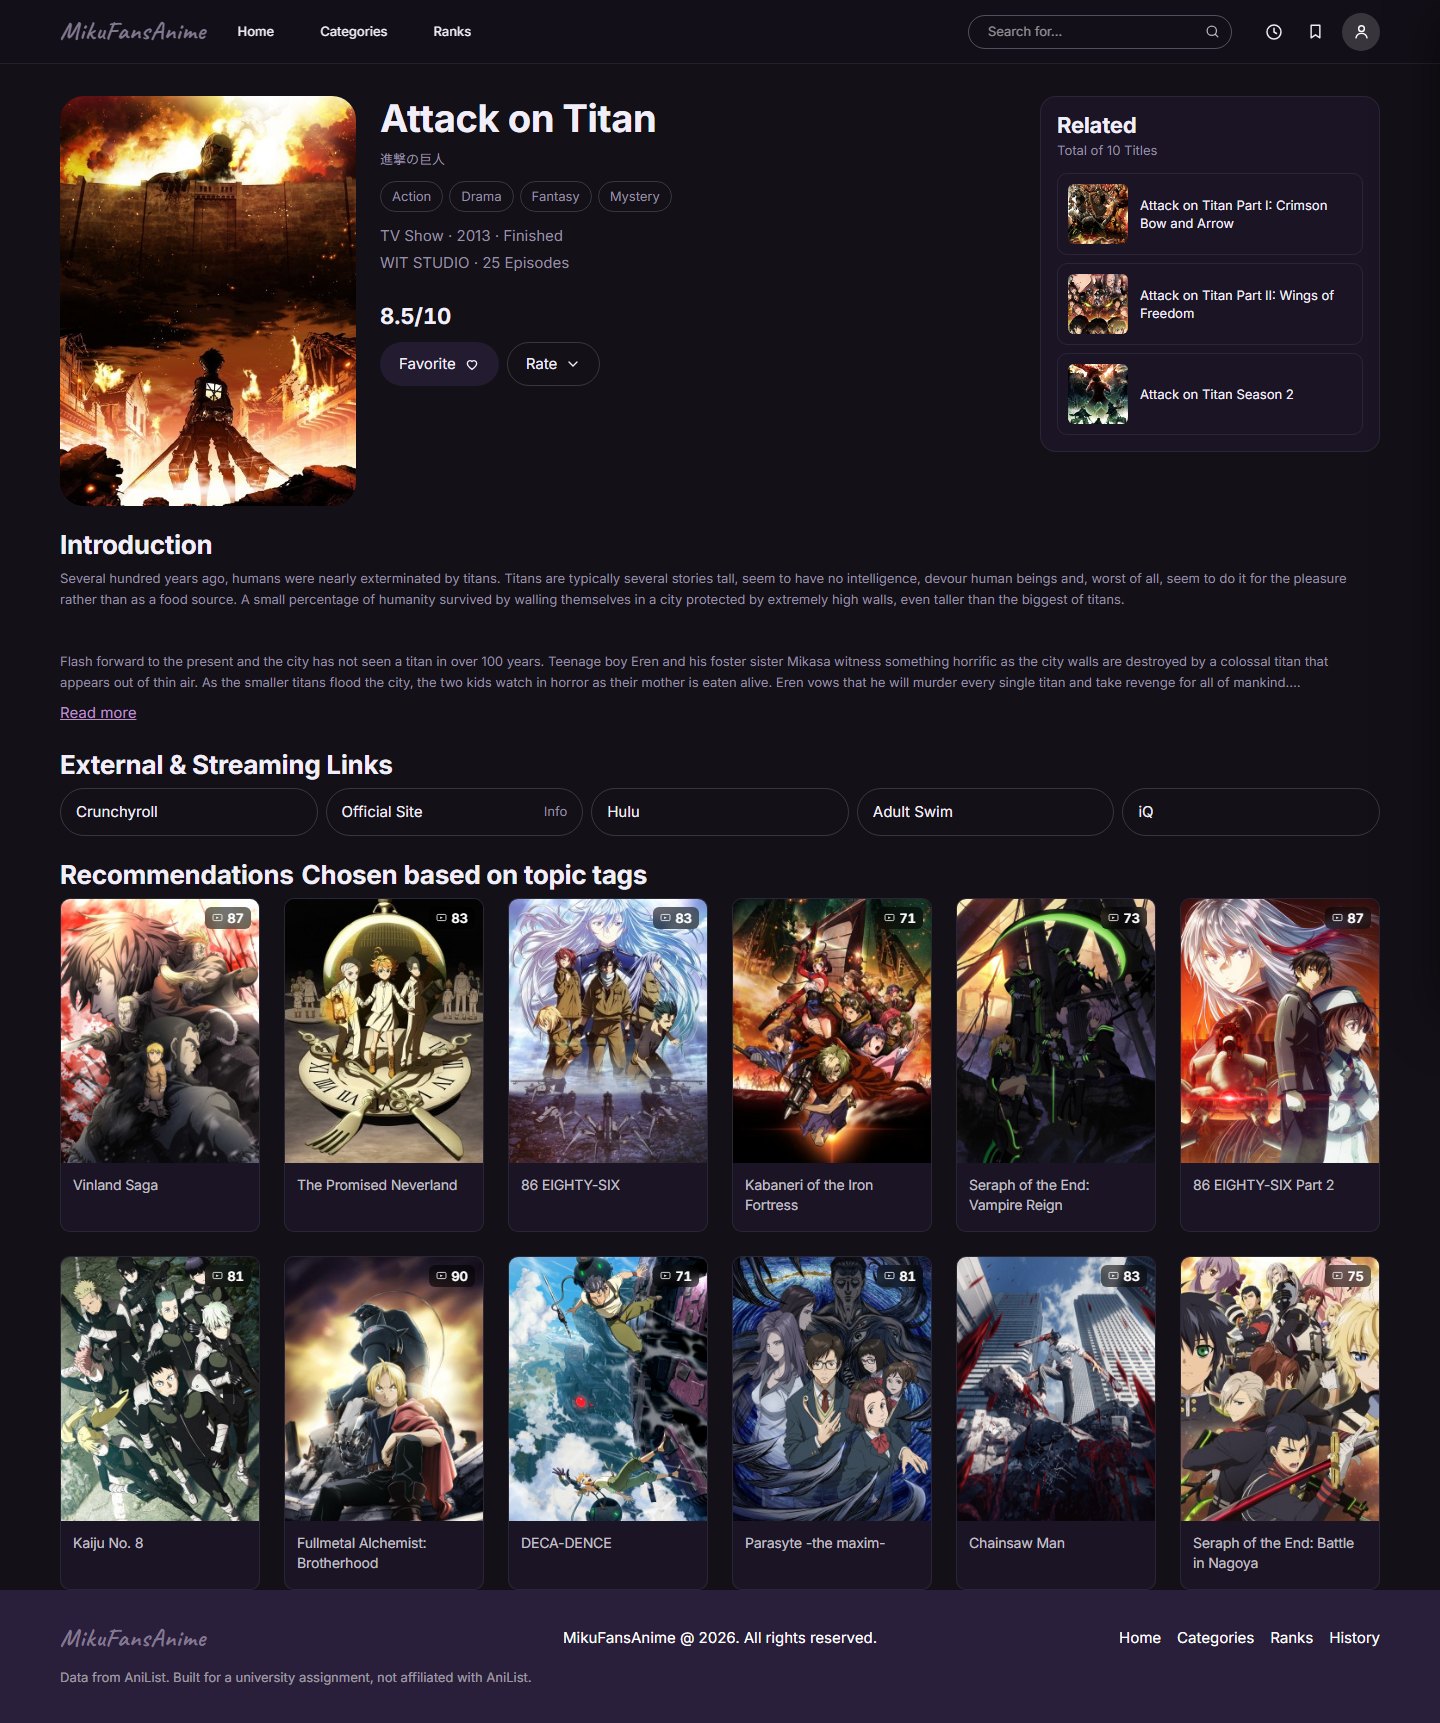 MikuFansAnime
Home
Categories
Ranks
Search for...
Attack on Titan
進撃の巨人
Action
Drama
Fantasy
Mystery
TV Show · 2013 · Finished
WIT STUDIO · 25 Episodes
8.5/10
Favorite
Rate
Related
Total of 10 Titles
Attack on Titan Part I: Crimson
Bow and Arrow
Attack on Titan Part II: Wings of
Freedom
Attack on Titan Season 2
Introduction
Several hundred years ago, humans were nearly exterminated by titans. Titans are typically several stories tall, seem to have no intelligence, devour human beings and, worst of all, seem to do it for the pleasure
rather than as a food source. A small percentage of humanity survived by walling themselves in a city protected by extremely high walls, even taller than the biggest of titans.
Flash forward to the present and the city has not seen a titan in over 100 years. Teenage boy Eren and his foster sister Mikasa witness something horrific as the city walls are destroyed by a colossal titan that
appears out of thin air. As the smaller titans flood the city, the two kids watch in horror as their mother is eaten alive. Eren vows that he will murder every single titan and take revenge for all of mankind....
Read more
External & Streaming Links
Crunchyroll
Official Site
Info
Hulu
Adult Swim
iQ
Recommendations Chosen based on topic tags
87
83
83
71
73
87
Vinland Saga
The Promised Neverland
86 EIGHTY-SIX
Kabaneri of the Iron
Fortress
Seraph of the End:
Vampire Reign
86 EIGHTY-SIX Part 2
81
90
71
81
83
75
Kaiju No. 8
Fullmetal Alchemist:
Brotherhood
DECA-DENCE
Parasyte -the maxim-
Chainsaw Man
Seraph of the End: Battle
in Nagoya
MikuFansAnime
MikuFansAnime @ 2026. All rights reserved.
Home
Categories
Ranks
History
Data from AniList. Built for a university assignment, not affiliated with AniList.